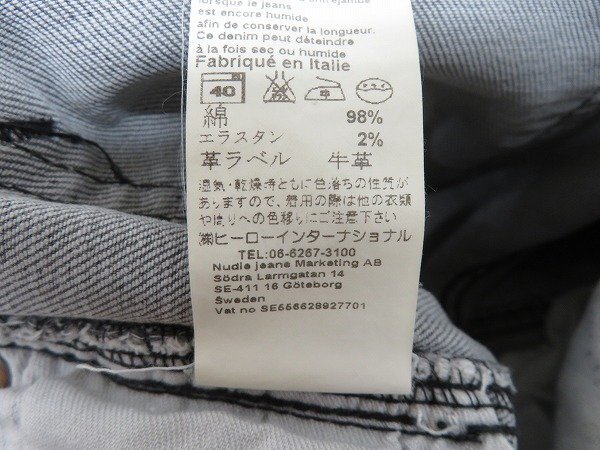 lorsque le jeans
est encore humide
afin de conserver la longueur.
Ce denim peut déteindre
à la fois sec ou humide
Fabriqué en Italie
40
綿 98%
エラスタン 2%
革ラベル 牛革
湿気・乾燥時ともに色落ちの性質が
ありますので、着用の際は他の衣類
や回りへの色移りにご注意下さい
㈱ヒーローインターナショナル
TEL:06-6267-3100
Nudie jeans Marketing AB
Södra Larmgatan 14
SE-411 16 Göteborg
Sweden
Vat no SE556628927701